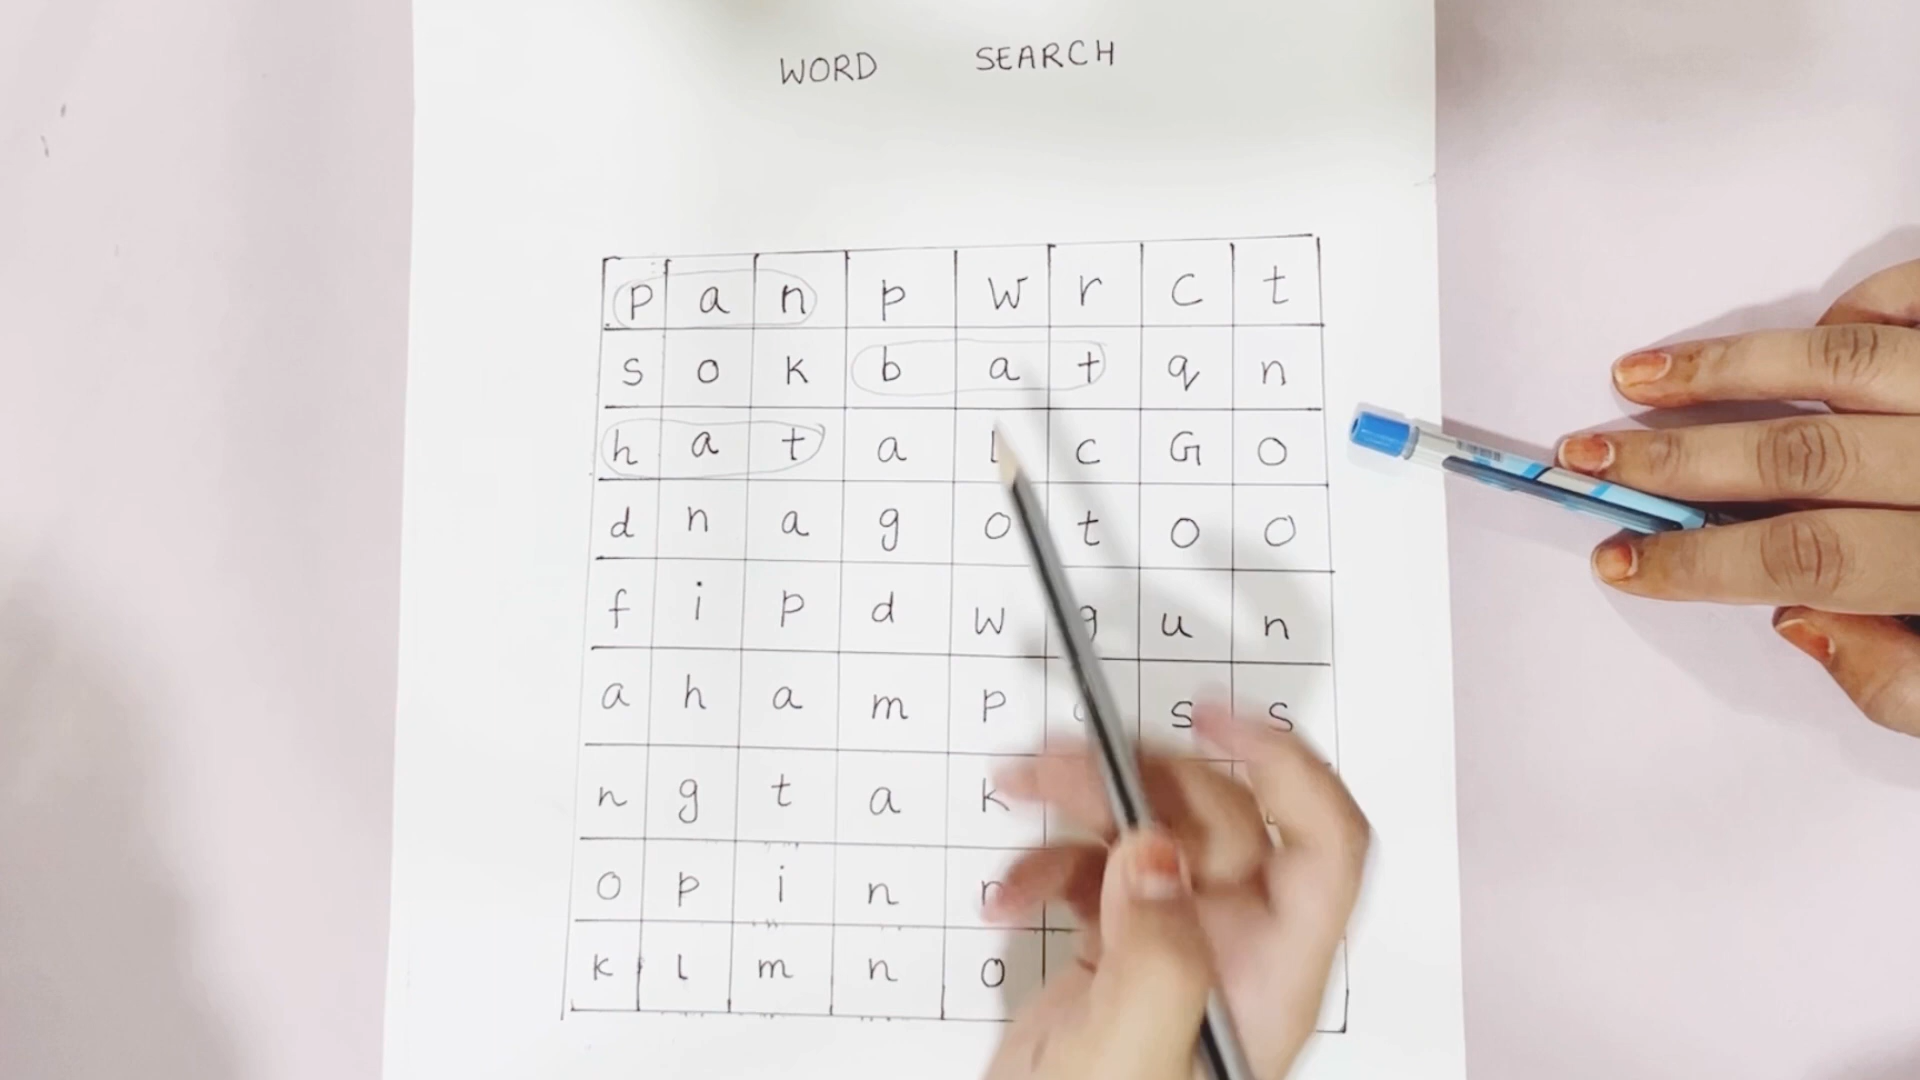 WORD SEARCH
p a n p w r c t
s o k b a t q n
h a t a l c G o
d n a g o t o o
f i p d w g u n
a h a m p s s
n g t a k
o p i n n
k l m n o